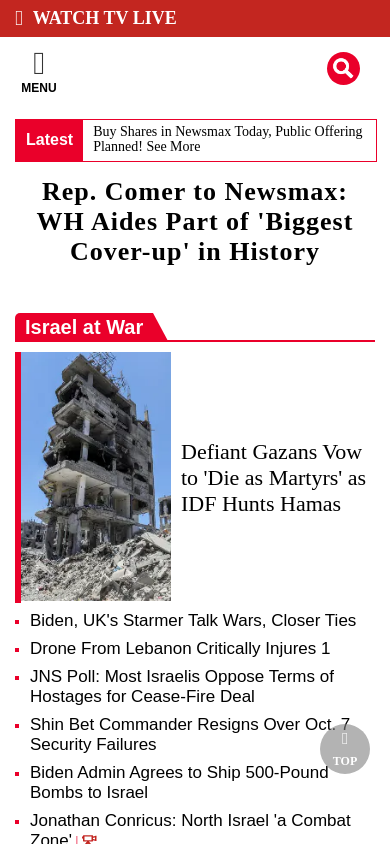 WATCH TV LIVE
MENU
Latest
Buy Shares in Newsmax Today, Public Offering
Planned! See More
Rep. Comer to Newsmax:
WH Aides Part of 'Biggest
Cover-up' in History
Israel at War
Defiant Gazans Vow
to 'Die as Martyrs' as
IDF Hunts Hamas
Biden, UK's Starmer Talk Wars, Closer Ties
Drone From Lebanon Critically Injures 1
JNS Poll: Most Israelis Oppose Terms of
Hostages for Cease-Fire Deal
Shin Bet Commander Resigns Over Oct. 7
Security Failures
TOP
Biden Admin Agrees to Ship 500-Pound
Bombs to Israel
Jonathan Conricus: North Israel 'a Combat
Zone' |